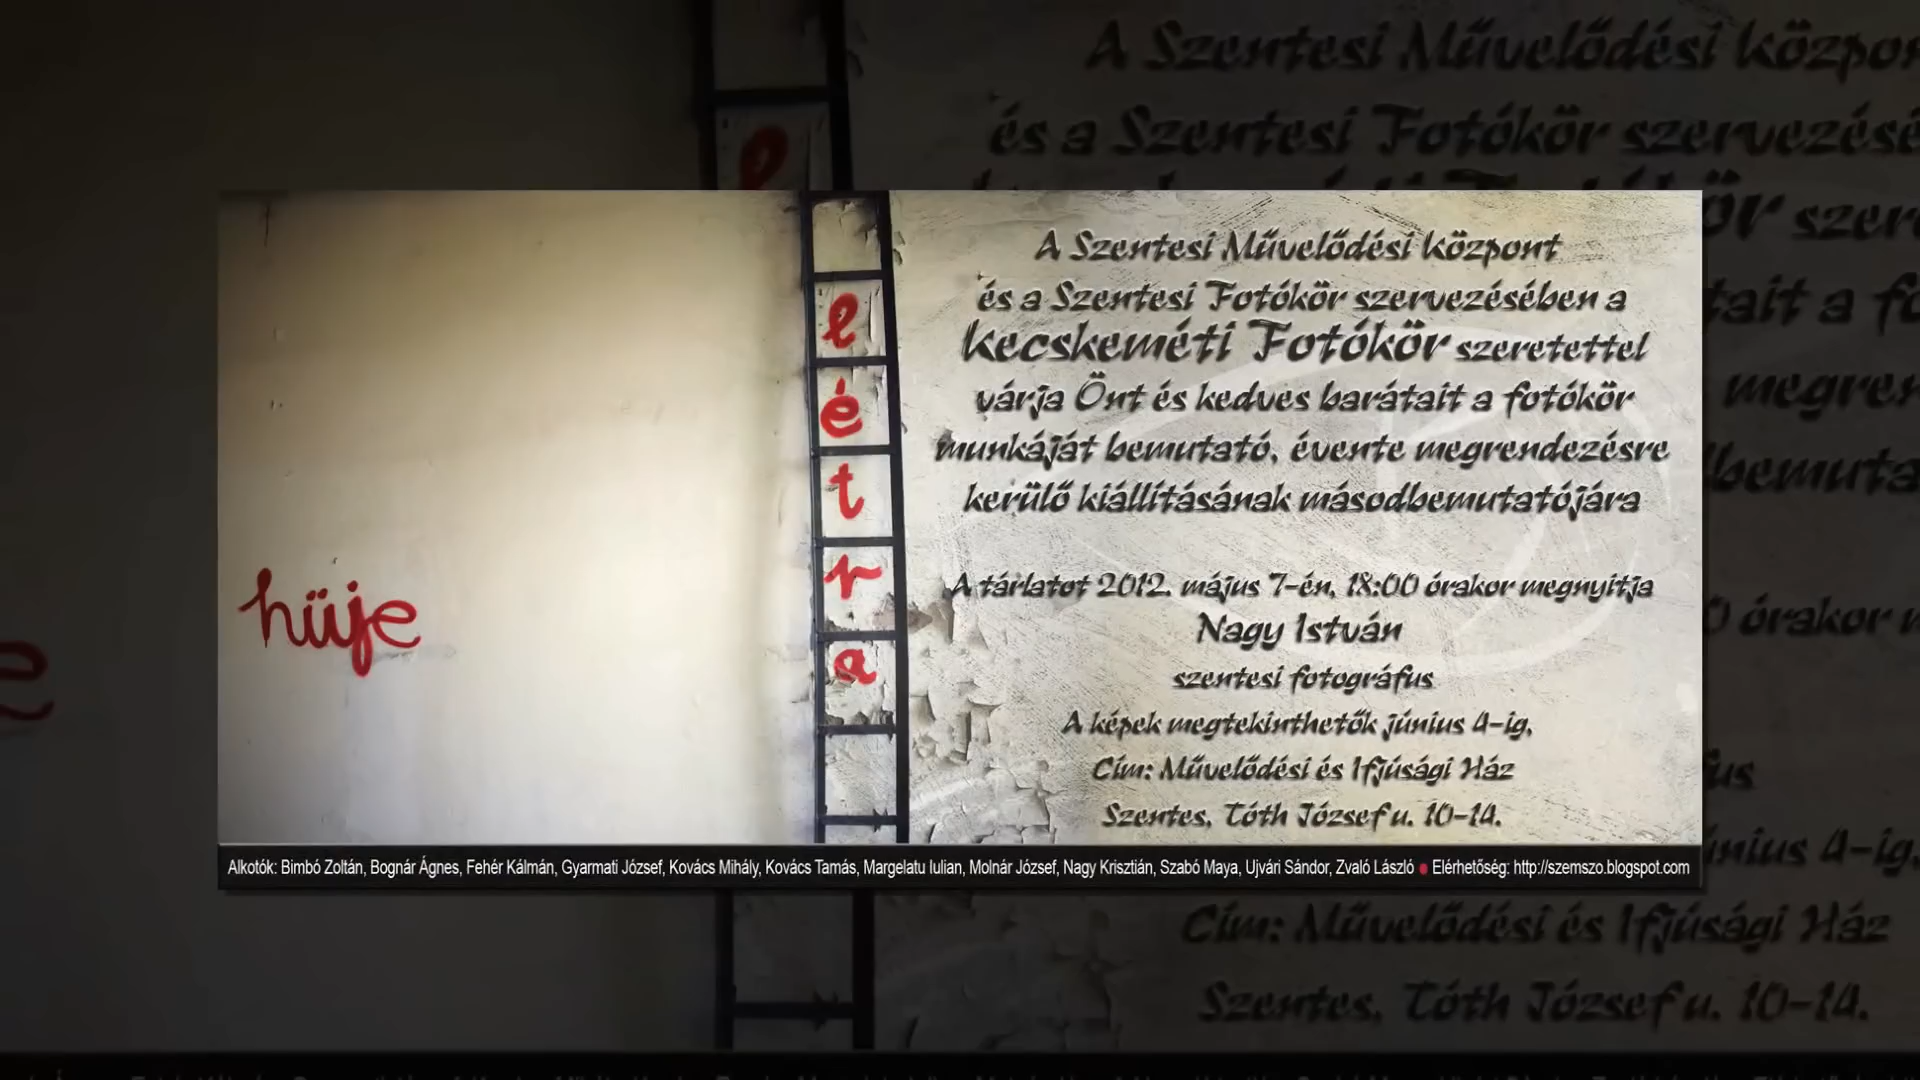 hüje
létra
A Szentesi Művelődési Központ
és a Szentesi Fotókör szervezésében a
Kecskeméti Fotókör szeretettel
várja Önt és kedves barátait a fotókör
munkáját bemutató, évente megrendezésre
kerülő kiállításának másodbemutatójára
A tárlatot 2012. május 7-én, 18:00 órakor megnyitja
Nagy István
szentesi fotográfus
A képek megtekinthetők június 4-ig.
Cím: Művelődési és Ifjúsági Ház
Szentes, Tóth József u. 10-14.
Alkotók: Bimbó Zoltán, Bognár Ágnes, Fehér Kálmán, Gyarmati József, Kovács Mihály, Kovács Tamás, Margelatu Iulian, Molnár József, Nagy Krisztián, Szabó Maya, Ujvári Sándor, Zvaló László ● Elérhetőség: http://szemszo.blogspot.com